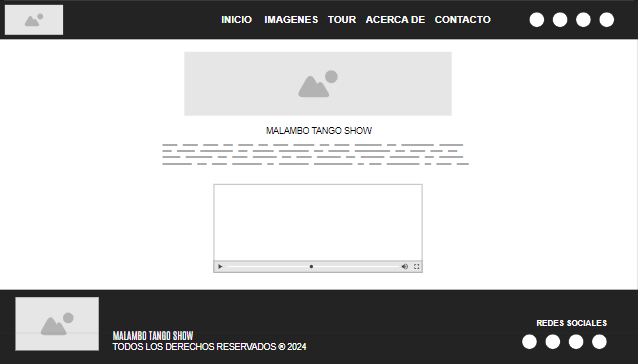 INICIO IMAGENES TOUR ACERCA DE CONTACTO
MALAMBO TANGO SHOW
REDES SOCIALES
MALAMBO TANGO SHOW
TODOS LOS DERECHOS RESERVADOS ® 2024